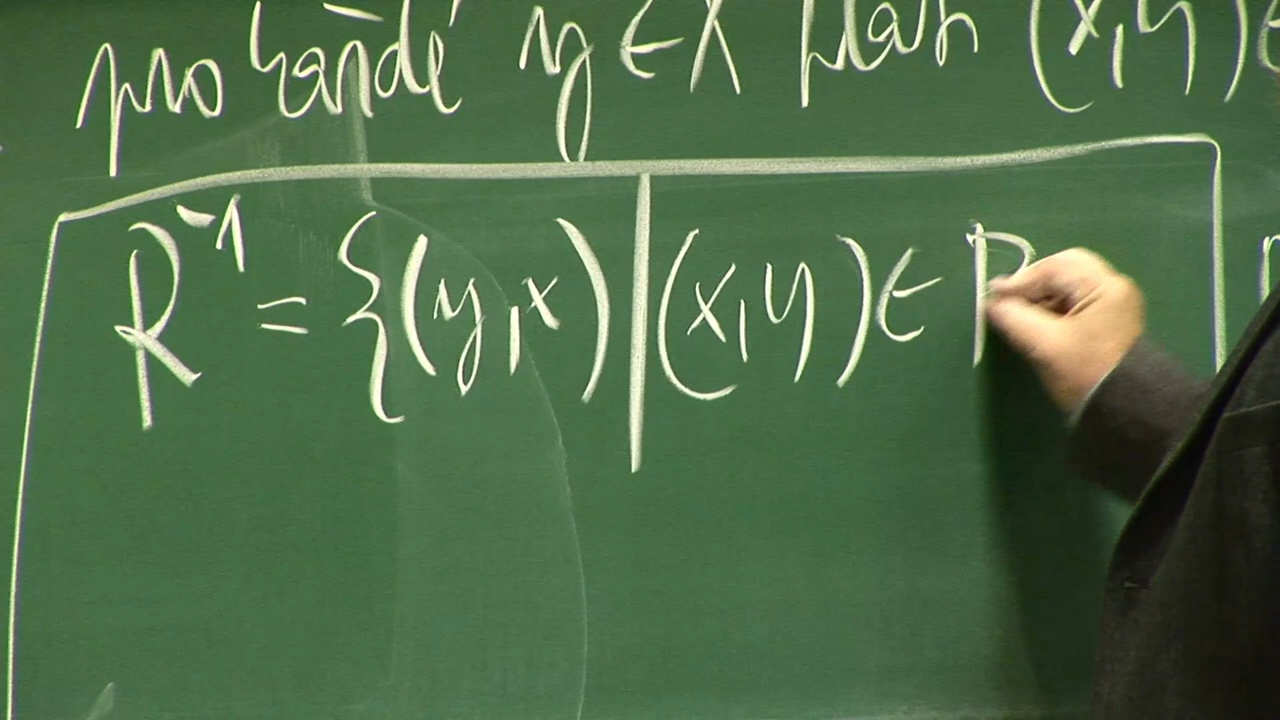 pro každé y ∈ X platí (x,y) ∈
R⁻¹ = {(y,x) | (x,y) ∈ R